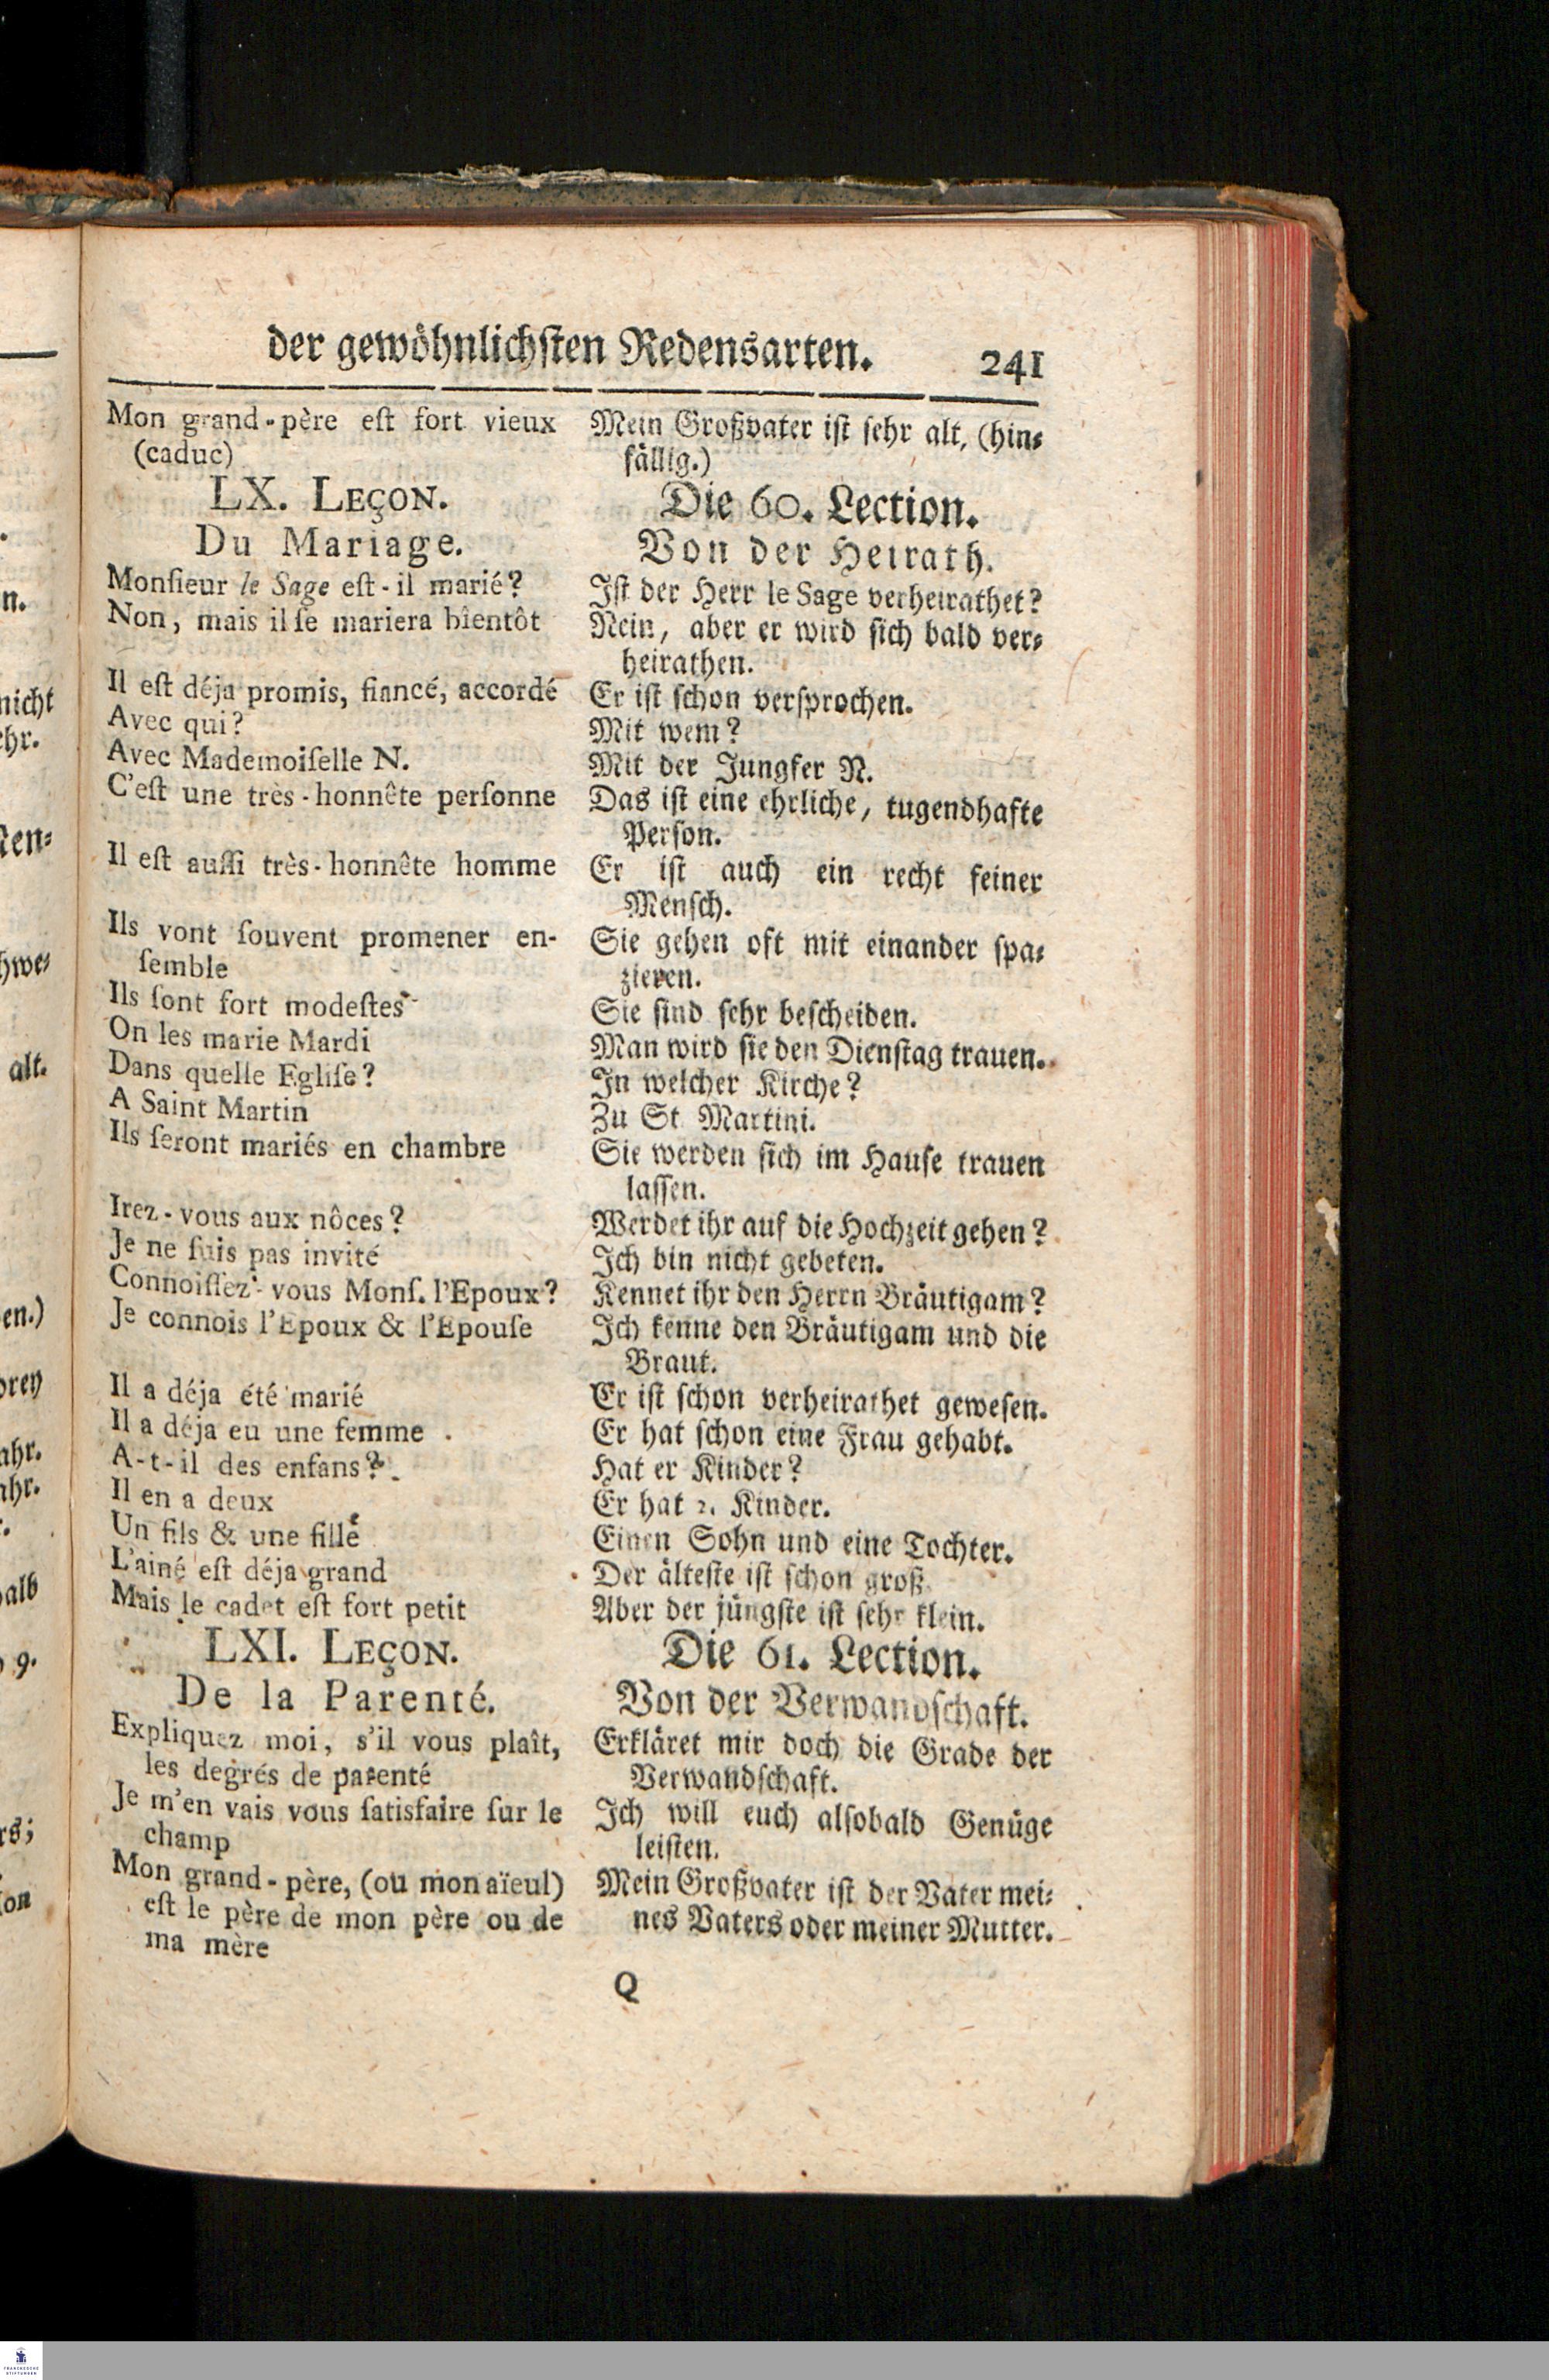 der gewöhnlichſten Redensarten. 241
Mon grand-père eſt fort vieux
(caduc)
LX. LEÇON.
Du Mariage.
Monſieur le Sage eſt-il marié?
Non, mais il ſe mariera bientôt
Il eſt déja promis, fiancé, accordé
Avec qui?
Avec Mademoiſelle N.
C'eſt une très-honnête perſonne
Il eſt auſſi très-honnête homme
Ils vont ſouvent promener en-
ſemble
Ils ſont fort modeſtes
On les marie Mardi
Dans quelle Egliſe?
A Saint Martin
Ils ſeront mariés en chambre
Irez-vous aux nôces?
Je ne ſuis pas invité
Connoiſſez-vous Monſ. l'Epoux?
Je connois l'Epoux & l'Epouſe
Il a déja été marié
Il a déja eu une femme
A-t-il des enfans?
Il en a deux
Un fils & une fille
L'ainé eſt déja grand
Mais le cadet eſt fort petit
LXI. LEÇON.
De la Parenté.
Expliquez moi, s'il vous plaît,
les degrés de parenté
Je m'en vais vous ſatisfaire ſur le
champ
Mon grand-père, (ou mon aïeul)
eſt le père de mon père ou de
ma mère
Mein Großvater iſt ſehr alt, (hin⸗
fällig.)
Die 60. Lection.
Von der Heirath.
Iſt der Herr le Sage verheirathet?
Nein, aber er wird ſich bald ver⸗
heirathen.
Er iſt ſchon verſprochen.
Mit wem?
Mit der Jungfer N.
Das iſt eine ehrliche, tugendhafte
Perſon.
Er iſt auch ein recht feiner
Menſch.
Sie gehen oft mit einander ſpa⸗
zieren.
Sie ſind ſehr beſcheiden.
Man wird ſie den Dienſtag trauen.
In welcher Kirche?
Zu St Martini.
Sie werden ſich im Hauſe trauen
laſſen.
Werdet ihr auf die Hochzeit gehen?
Ich bin nicht gebeten.
Kennet ihr den Herrn Bräutigam?
Ich kenne den Bräutigam und die
Braut.
Er iſt ſchon verheirathet geweſen.
Er hat ſchon eine Frau gehabt.
Hat er Kinder?
Er hat 2. Kinder.
Einen Sohn und eine Tochter.
Der älteſte iſt ſchon groß
Aber der jüngſte iſt ſehr klein.
Die 61. Lection.
Von der Verwandſchaft.
Erkläret mir doch die Grade der
Verwandſchaft.
Ich will euch alſobald Genüge
leiſten.
Mein Großvater iſt der Vater mei⸗
nes Vaters oder meiner Mutter.
Q
FRANCKESCHE
STIFTUNGEN